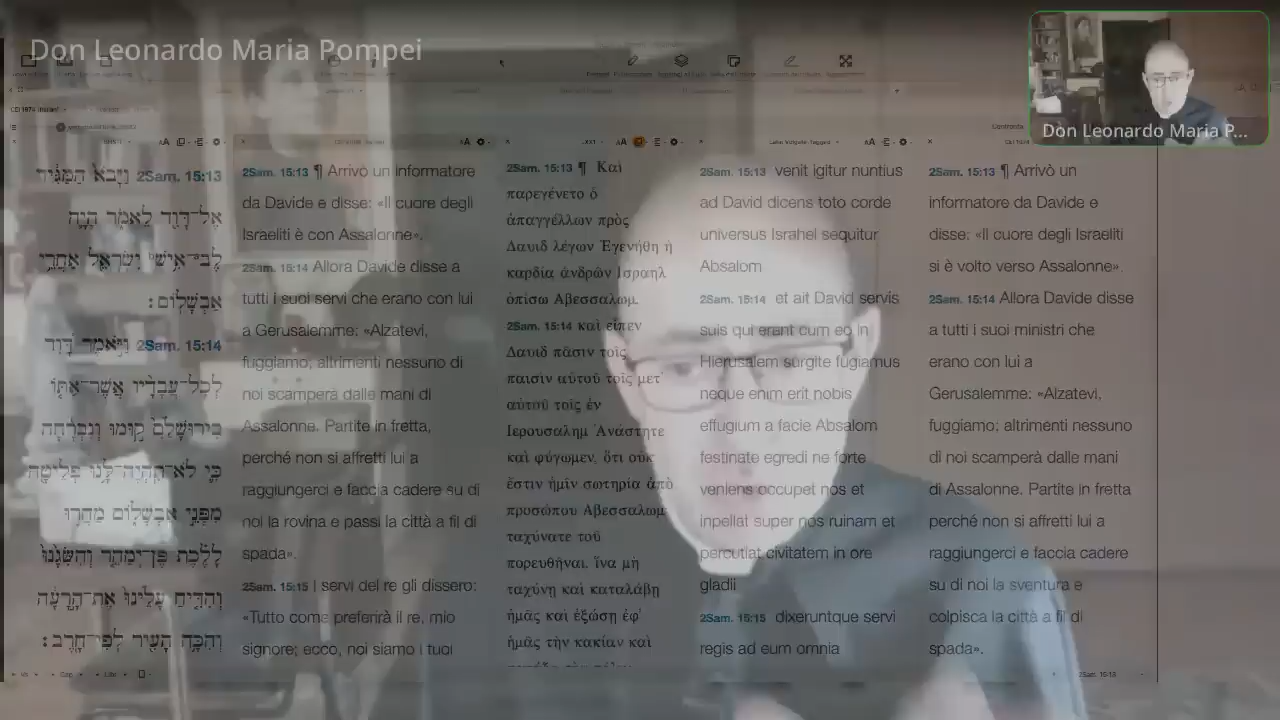 Don Leonardo Maria Pompei
Don Leonardo Maria P...
2Sam. 15:13 וַיָּבֹא הַמַּגִּיד
אֶל־דָּוִד לֵאמֹר הָיָה
לֶב־אִישׁ יִשְׂרָאֵל אַחֲרֵי
אַבְשָׁלוֹם׃
2Sam. 15:14 וַיֹּאמֶר דָּוִד
לְכָל־עֲבָדָיו אֲשֶׁר־אִתּוֹ
בִירוּשָׁלַ͏ִם קוּמוּ וְנִבְרָחָה
כִּי לֹא־תִהְיֶה־לָּנוּ פְלֵיטָה
מִפְּנֵי אַבְשָׁלוֹם מַהֲרוּ
לָלֶכֶת פֶּן־יְמַהֵר וְהִשִּׂגָנוּ
וְהִדִּיחַ עָלֵינוּ אֶת־הָרָעָה
וְהִכָּה הָעִיר לְפִי־חָרֶב׃
2Sam. 15:13 ¶ Arrivò un informatore
da Davide e disse: «Il cuore degli
Israeliti è con Assalonne».
2Sam. 15:14 Allora Davide disse a
tutti i suoi servi che erano con lui
a Gerusalemme: «Alzatevi,
fuggiamo; altrimenti nessuno di
noi scamperà dalle mani di
Assalonne. Partite in fretta,
perché non si affretti lui a
raggiungerci e faccia cadere su di
noi la rovina e passi la città a fil di
spada».
2Sam. 15:15 I servi del re gli dissero:
«Tutto come preferirà il re, mio
signore; ecco, noi siamo i tuoi
2Sam. 15:13 ¶ Καὶ
παρεγένετο ὁ
ἀπαγγέλλων πρὸς
Δαυιδ λέγων Ἐγενήθη ἡ
καρδία ἀνδρῶν Ισραηλ
ὀπίσω Αβεσσαλωμ.
2Sam. 15:14 καὶ εἶπεν
Δαυιδ πᾶσιν τοῖς
παισὶν αὐτοῦ τοῖς μετ᾽
αὐτοῦ τοῖς ἐν
Ιερουσαλημ Ἀνάστητε
καὶ φύγωμεν, ὅτι οὐκ
ἔστιν ἡμῖν σωτηρία ἀπὸ
προσώπου Αβεσσαλωμ
ταχύνατε τοῦ
πορευθῆναι, ἵνα μὴ
ταχύνῃ καὶ καταλάβῃ
ἡμᾶς καὶ ἐξώσῃ ἐφ᾽
ἡμᾶς τὴν κακίαν καὶ
2Sam. 15:13 venit igitur nuntius
ad David dicens toto corde
universus Israhel sequitur
Absalom
2Sam. 15:14 et ait David servis
suis qui erant cum eo in
Hierusalem surgite fugiamus
neque enim erit nobis
effugium a facie Absalom
festinate egredi ne forte
veniens occupet nos et
inpellat super nos ruinam et
percutiat civitatem in ore
gladii
2Sam. 15:15 dixeruntque servi
regis ad eum omnia
2Sam. 15:13 ¶ Arrivò un
informatore da Davide e
disse: «Il cuore degli Israeliti
si è volto verso Assalonne».
2Sam. 15:14 Allora Davide disse
a tutti i suoi ministri che
erano con lui a
Gerusalemme: «Alzatevi,
fuggiamo; altrimenti nessuno
di noi scamperà dalle mani
di Assalonne. Partite in fretta
perché non si affretti lui a
raggiungerci e faccia cadere
su di noi la sventura e
colpisca la città a fil di
spada».